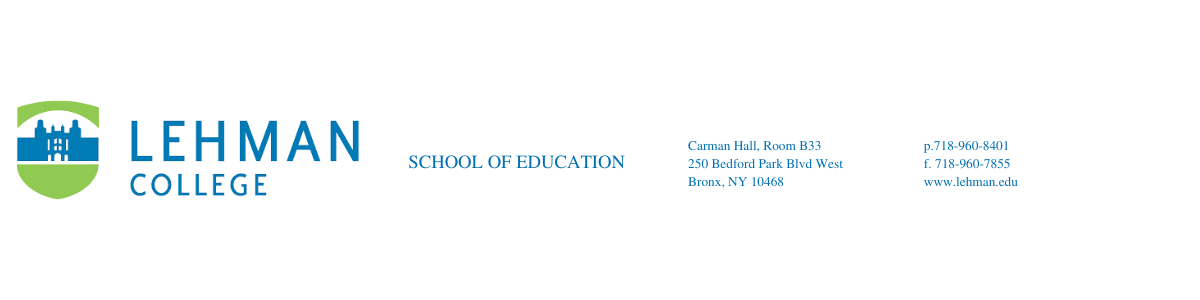 LEHMAN
COLLEGE
SCHOOL OF EDUCATION
Carman Hall, Room B33
250 Bedford Park Blvd West
Bronx, NY 10468
p.718-960-8401
f. 718-960-7855
www.lehman.edu